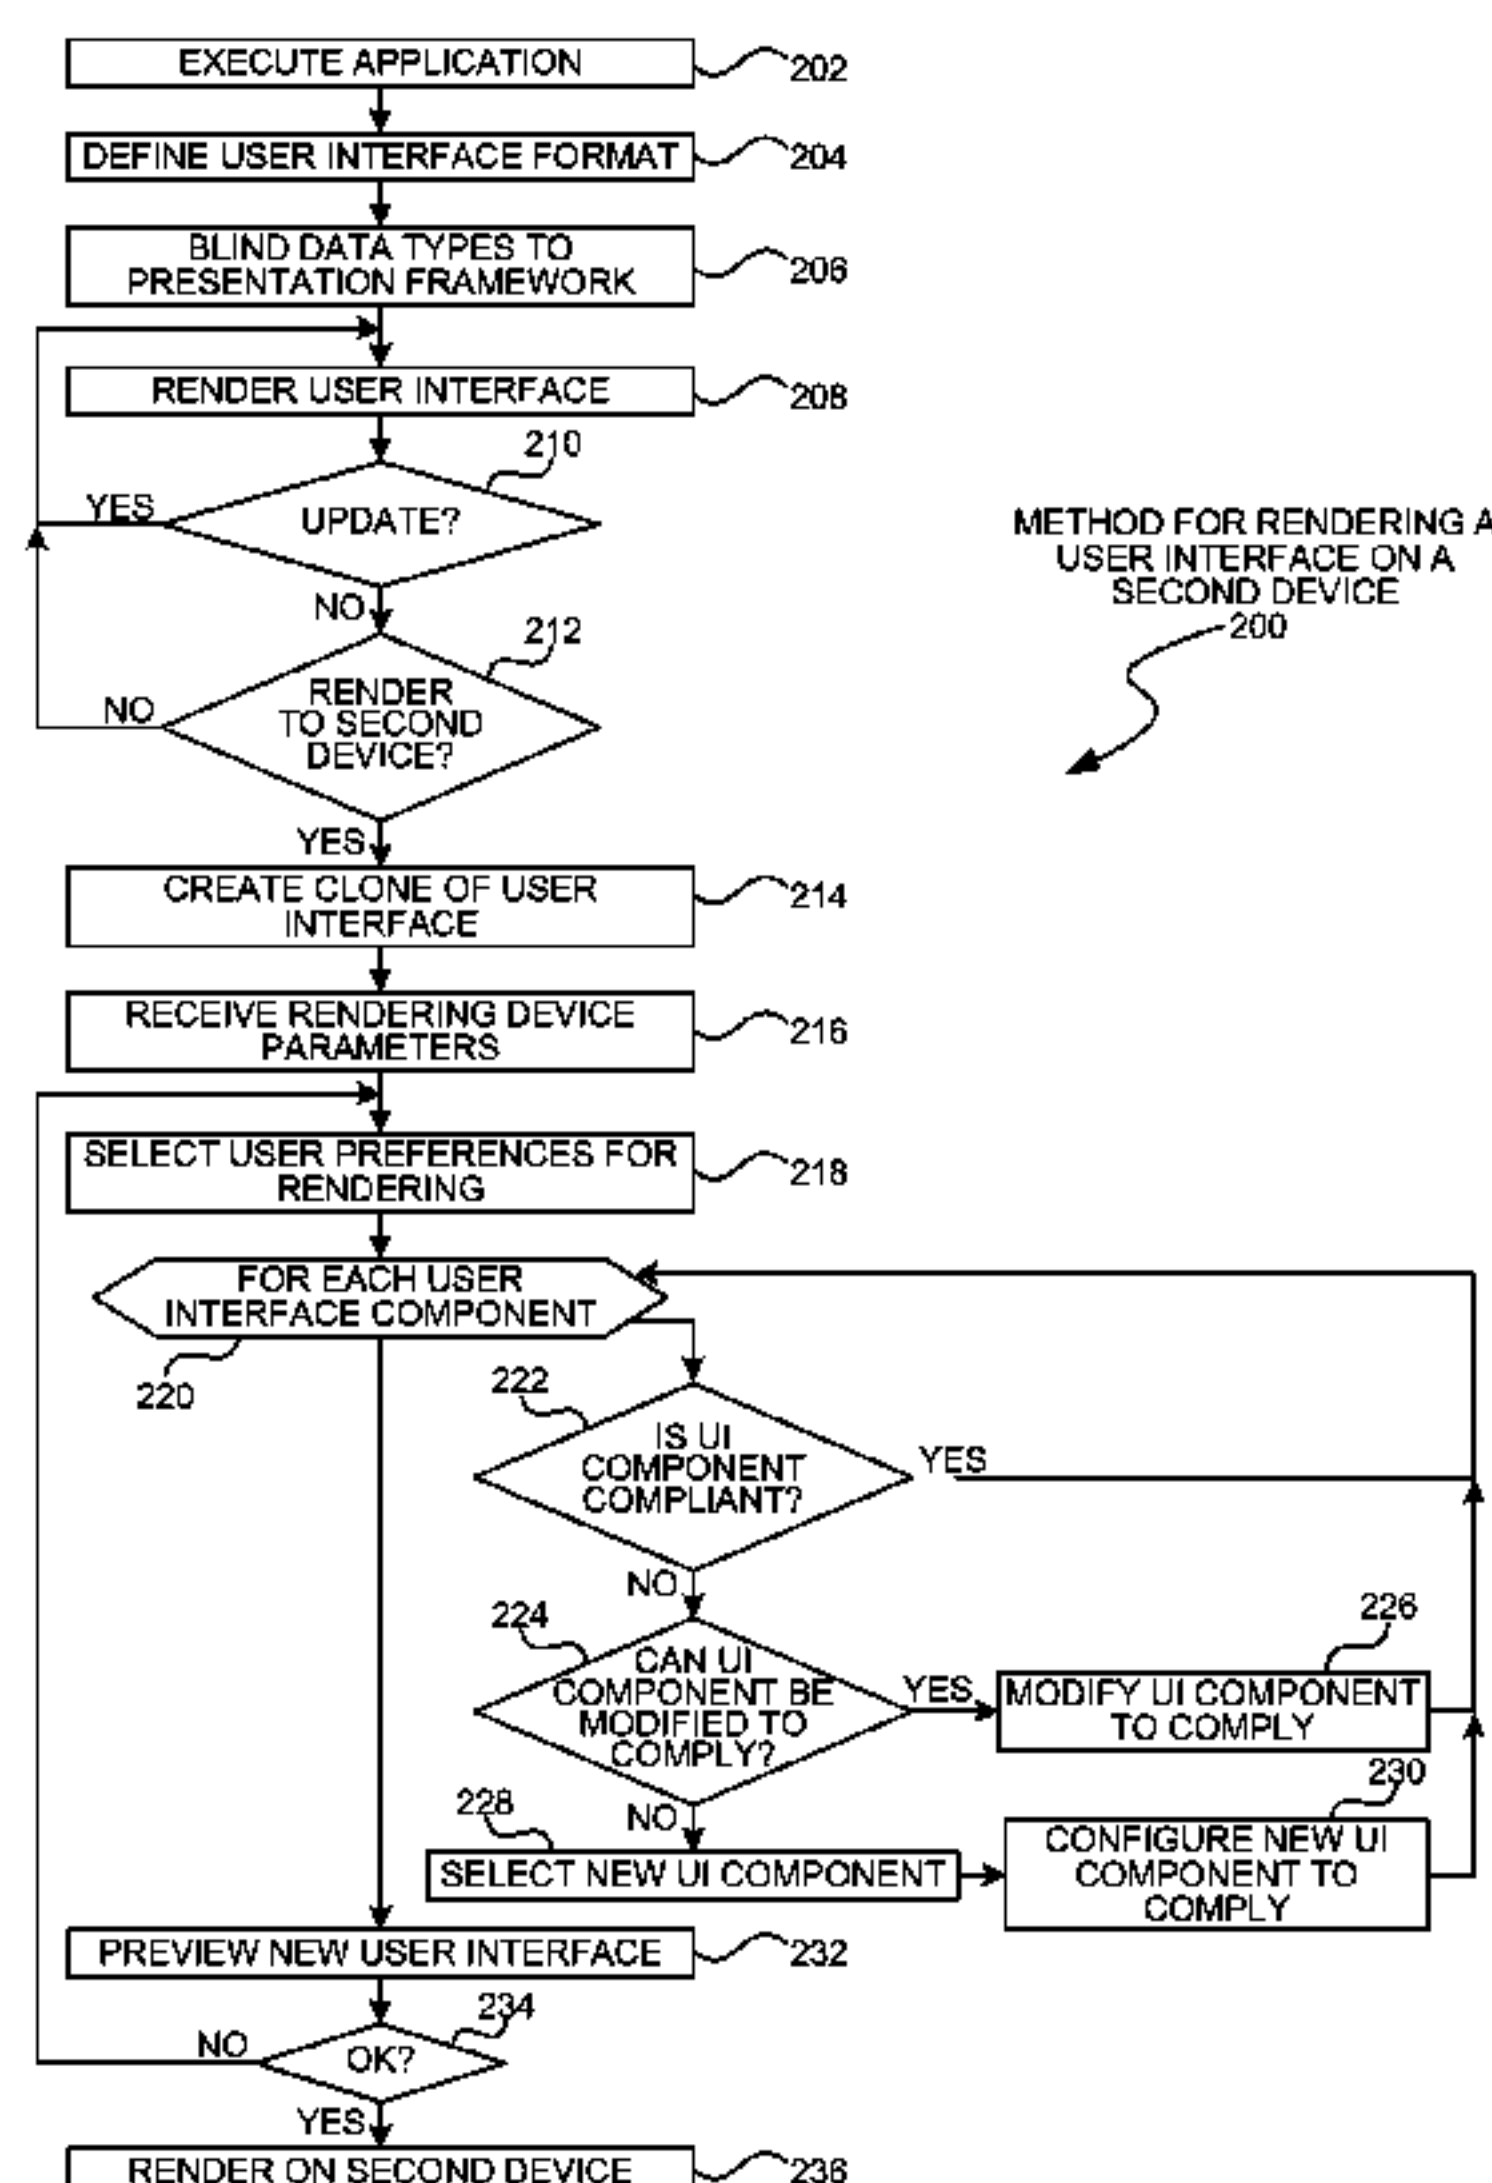 EXECUTE APPLICATION
202
DEFINE USER INTERFACE FORMAT
204
BLIND DATA TYPES TO
PRESENTATION FRAMEWORK
206
RENDER USER INTERFACE
208
210
YES
UPDATE?
NO
212
RENDER
TO SECOND
DEVICE?
NO
YES
METHOD FOR RENDERING A
USER INTERFACE ON A
SECOND DEVICE
200
CREATE CLONE OF USER
INTERFACE
214
RECEIVE RENDERING DEVICE
PARAMETERS
216
SELECT USER PREFERENCES FOR
RENDERING
218
FOR EACH USER
INTERFACE COMPONENT
220
222
IS UI
COMPONENT
COMPLIANT?
YES
NO
224
CAN UI
COMPONENT BE
MODIFIED TO
COMPLY?
YES
226
MODIFY UI COMPONENT
TO COMPLY
NO
228
SELECT NEW UI COMPONENT
230
CONFIGURE NEW UI
COMPONENT TO
COMPLY
PREVIEW NEW USER INTERFACE
232
234
NO
OK?
YES
RENDER ON SECOND DEVICE
236